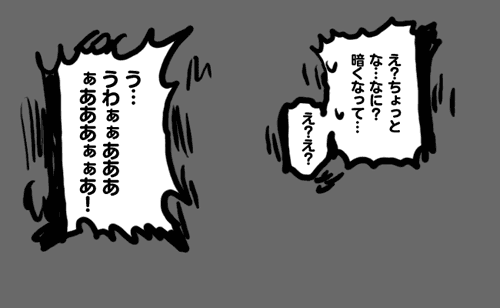 え？ちょっと
な…なに？
暗くなって…
え？え？
う…
うわぁぁあああ
ぁあああぁぁあ！